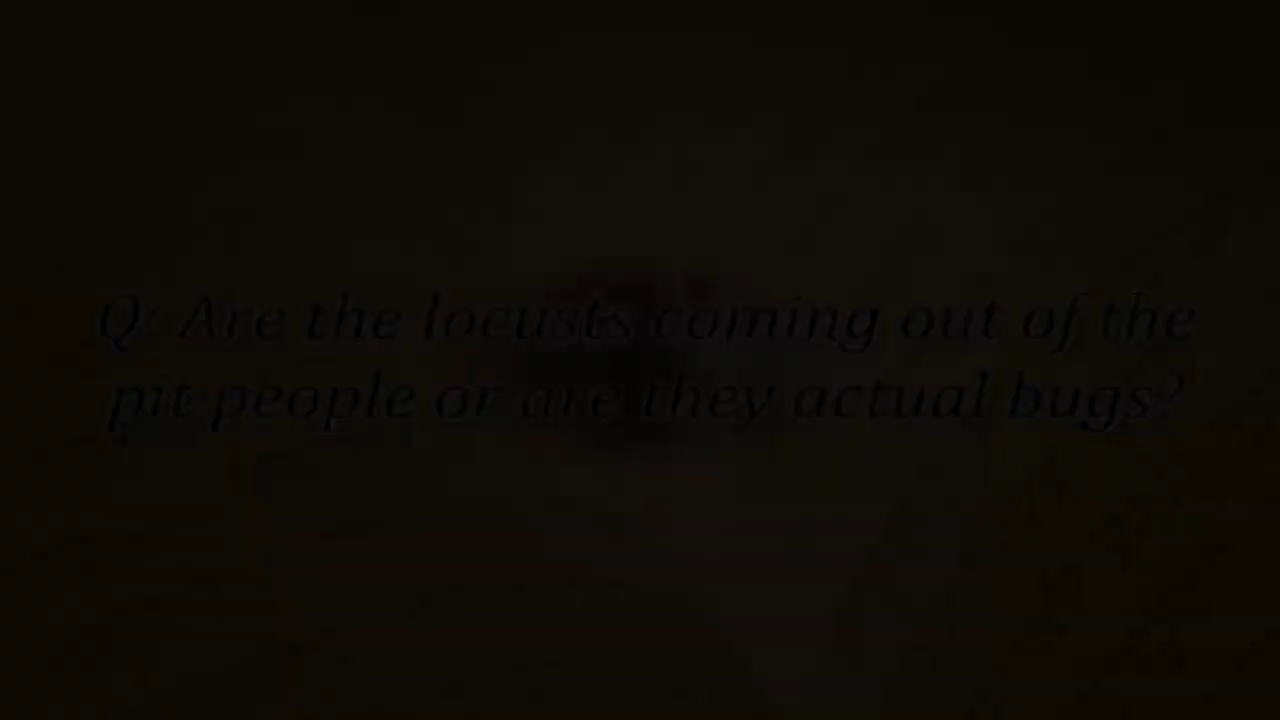 Q: Are the locusts coming out of the
pit people or are they actual bugs?